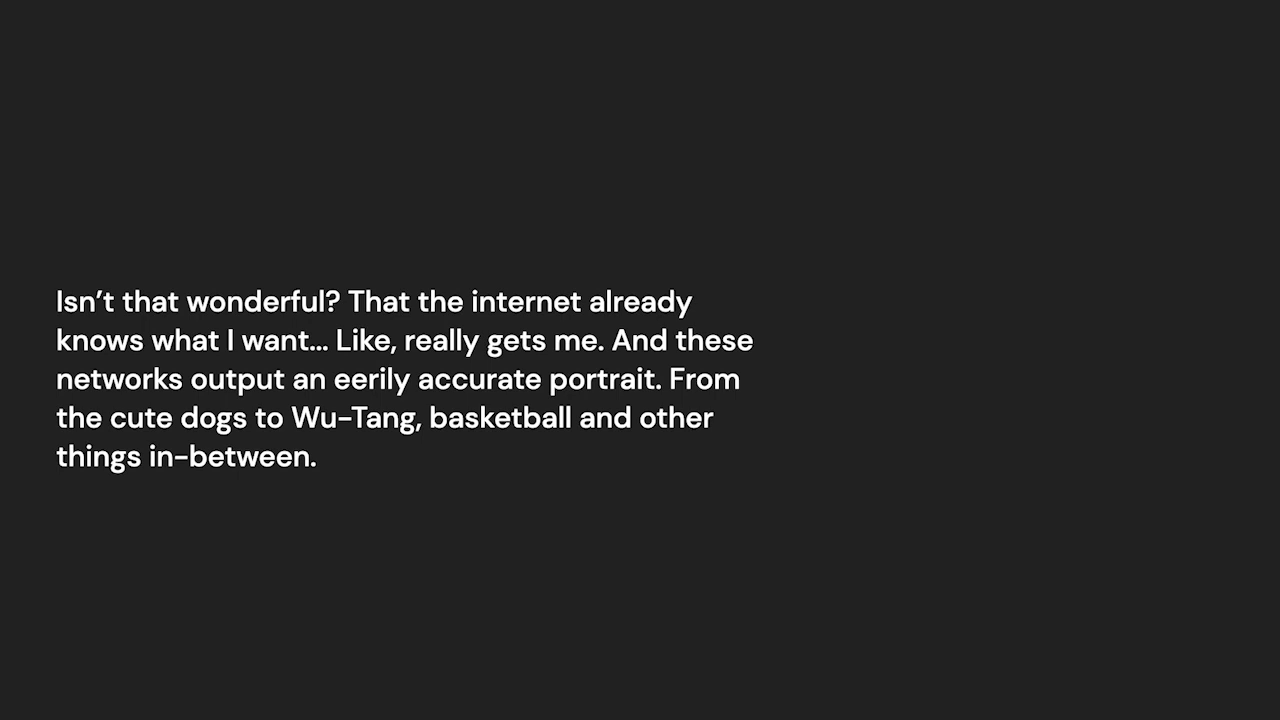 Isn’t that wonderful? That the internet already
knows what I want... Like, really gets me. And these
networks output an eerily accurate portrait. From
the cute dogs to Wu-Tang, basketball and other
things in-between.